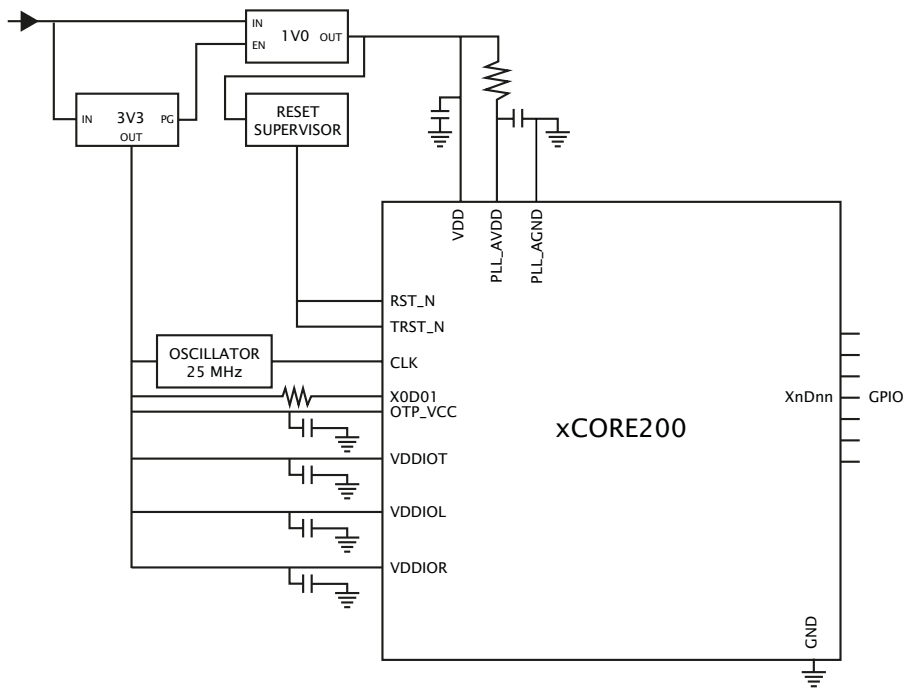 IN
1V0 OUT
EN
IN 3V3 PG
OUT
RESET
SUPERVISOR
VDD
PLL_AVDD
PLL_AGND
RST_N
TRST_N
OSCILLATOR
25 MHz
CLK
X0D01
OTP_VCC
XnDnn GPIO
xCORE200
VDDIOT
VDDIOL
VDDIOR
GND